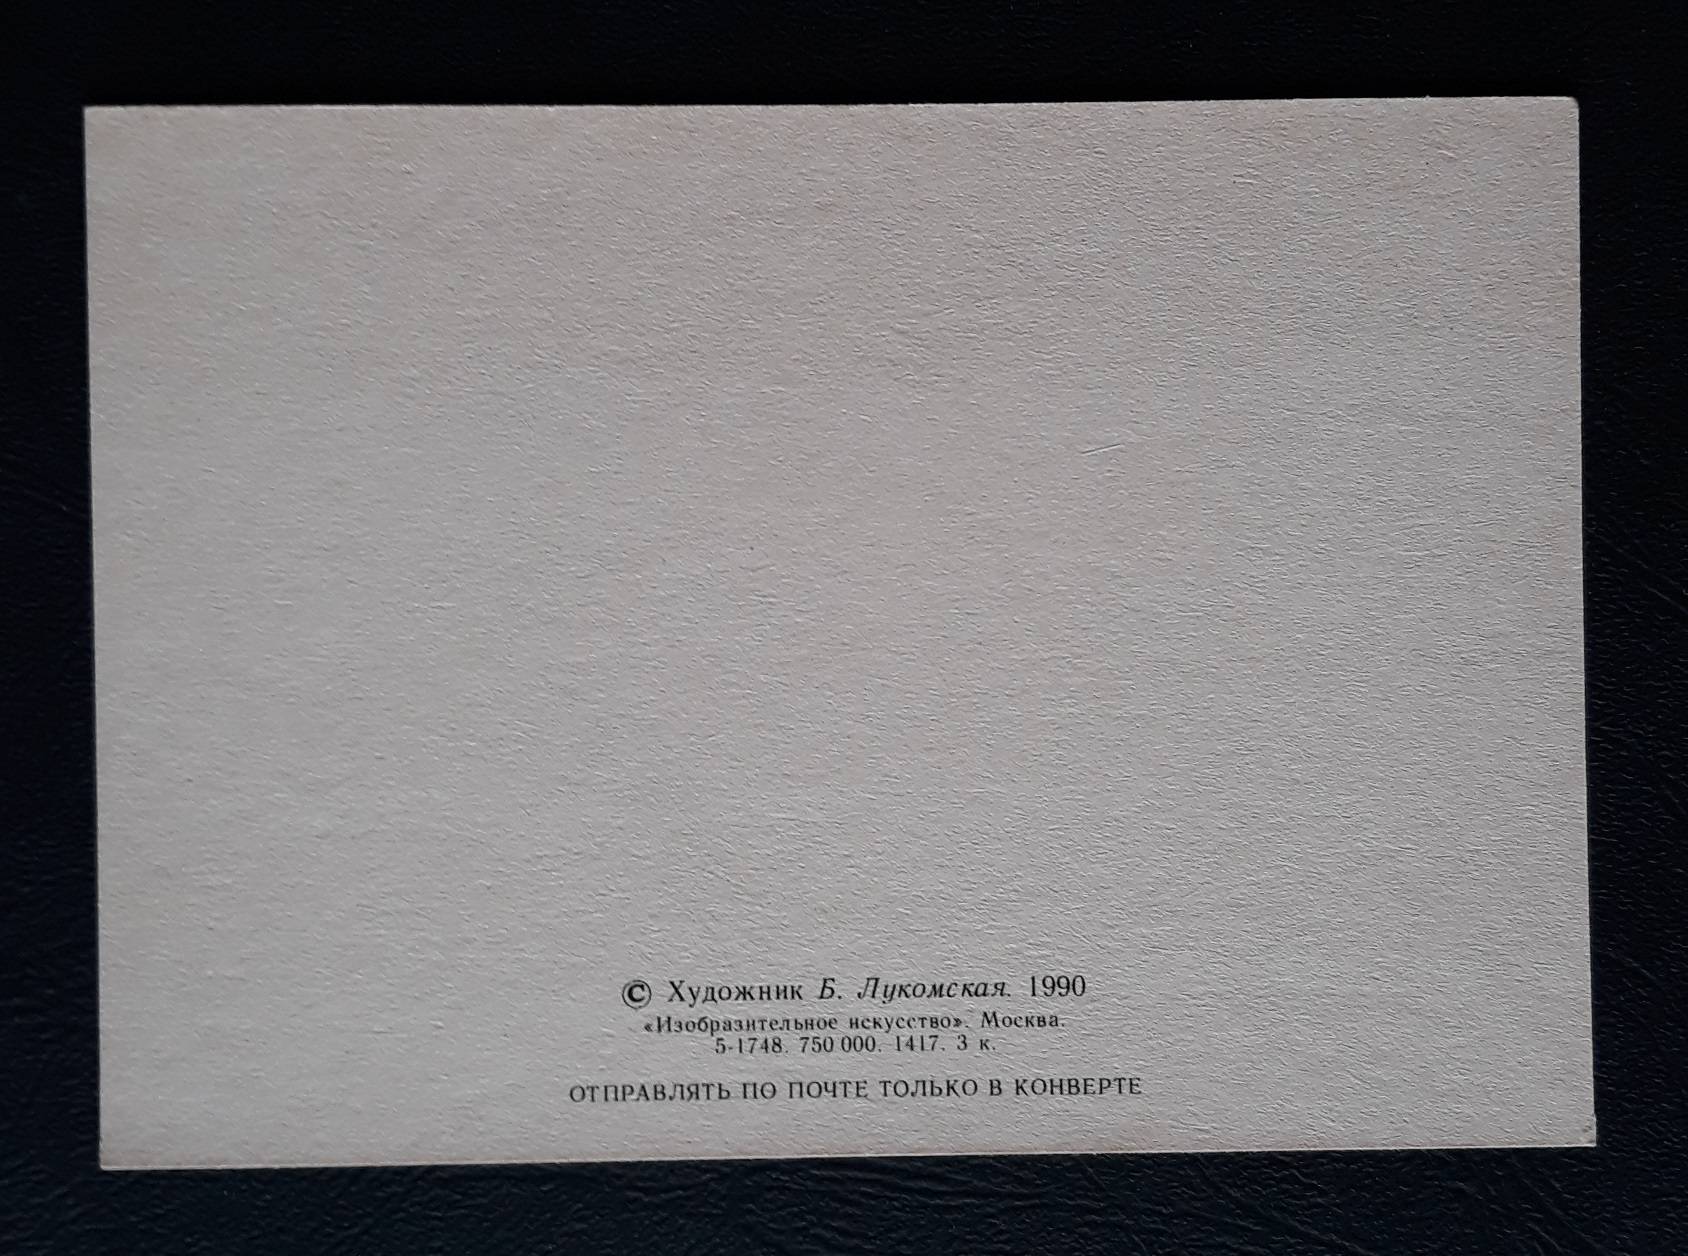 © Художник Б. Лукомская. 1990
«Изобразительное искусство». Москва.
5-1748. 750 000. 1417. 3 к.
ОТПРАВЛЯТЬ ПО ПОЧТЕ ТОЛЬКО В КОНВЕРТЕ